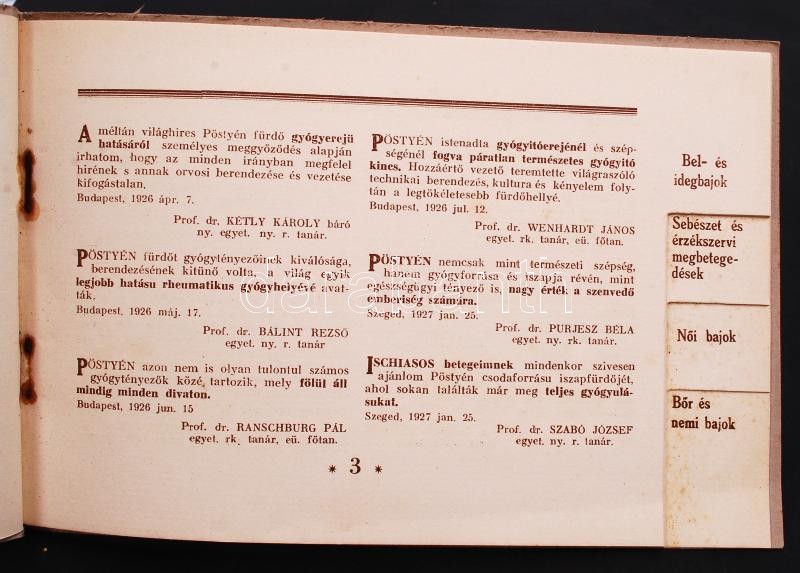 A méltán világhires Pöstyén fürdő gyógyerejü
hatásáról személyes meggyőződés alapján
irhatom, hogy az minden irányban megfelel
hirének s annak orvosi berendezése és vezetése
kifogástalan.
Budapest, 1926 ápr. 7.
Prof. dr. KÉTLY KÁROLY báró
ny. egyet. ny. r. tanár.
PÖSTYÉN fürdőt gyógytényezőinek kiválósága,
berendezésének kitünő volta, a világ egyik
legjobb hatásu rheumatikus gyógyhelyévé avat-
ták.
Budapest, 1926 máj. 17.
Prof. dr. BÁLINT REZSŐ
egyet. ny. r. tanár
PÖSTYÉN azon nem is olyan tulontul számos
gyógytényezők közé tartozik, mely fölül áll
mindig minden divaton.
Budapest, 1926 jun. 15
Prof. dr. RANSCHBURG PÁL
egyet. rk. tanár, eü. főtan.
PÖSTYÉN istenadta gyógyitóerejénél és szép-
ségénél fogva páratlan természetes gyógyitó
kincs. Hozzáértő vezető teremtette világraszóló
technikai berendezés, kultura és kényelem foly-
tán a legtökéletesebb fürdőhellyé.
Budapest, 1926 jul. 12.
Prof. dr. WENHARDT JÁNOS
egyet. rk. tanár, eü. főtan.
PÖSTYÉN nemcsak mint természeti szépség,
hanem gyógyforrása és iszapja révén, mint
egészségügyi tényező is, nagy érték a szenvedő
emberiség számára.
Szeged, 1927 jan. 25.
Prof. dr. PURJESZ BÉLA
egyet. ny. rk. tanár.
ISCHIASOS betegeimnek mindenkor szivesen
ajánlom Pöstyén csodaforrásu iszapfürdőjét,
ahol sokan találták már meg teljes gyógyulá-
sukat.
Szeged, 1927 jan. 25.
Prof. dr. SZABÓ JÓZSEF
egyet. ny. r. tanár.
* 3 *
Bel- és
idegbajok
Sebészet és
érzékszervi
megbetege-
dések
Női bajok
Bőr és
nemi bajok
darabanth